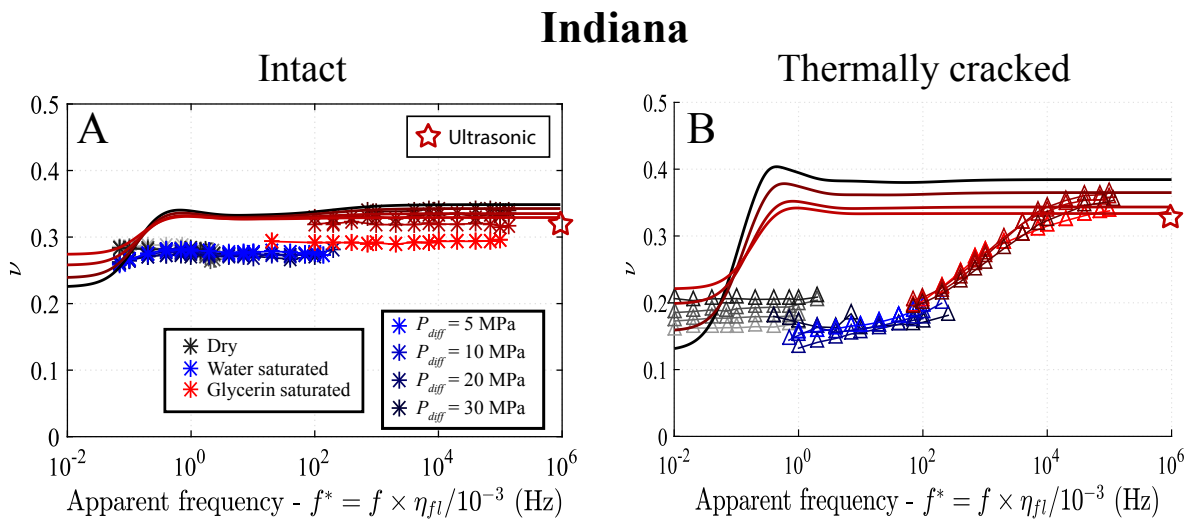 Indiana
Intact
Thermally cracked
A
Ultrasonic
0.5
0.4
0.3
0.2
0.1
0
ν
Dry
Water saturated
Glycerin saturated
P_diff = 5 MPa
P_diff = 10 MPa
P_diff = 20 MPa
P_diff = 30 MPa
10^-2
10^0
10^2
10^4
10^6
Apparent frequency - f* = f × η_fl/10^-3 (Hz)
B
0.5
0.4
0.3
0.2
0.1
0
ν
10^-2
10^0
10^2
10^4
10^6
Apparent frequency - f* = f × η_fl/10^-3 (Hz)